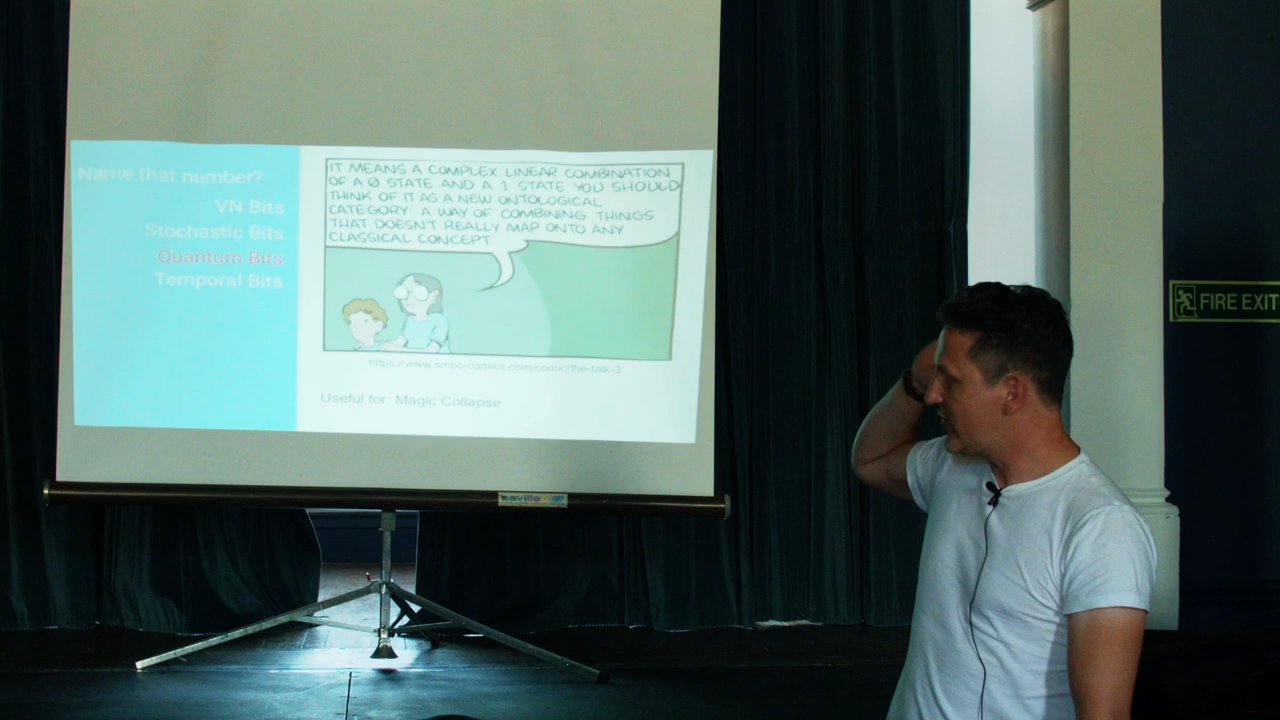 Name that number?
VN Bits
Stochastic Bits
Quantum Bits
Temporal Bits
IT MEANS A COMPLEX LINEAR COMBINATION
OF A 0 STATE AND A 1 STATE YOU SHOULD
THINK OF IT AS A NEW ONTOLOGICAL
CATEGORY: A WAY OF COMBINING THINGS
THAT DOESN'T REALLY MAP ONTO ANY
CLASSICAL CONCEPT
https://www.smbc-comics.com/comic/the-talk-3
Useful for: Magic Collapse
saville
FIRE EXIT